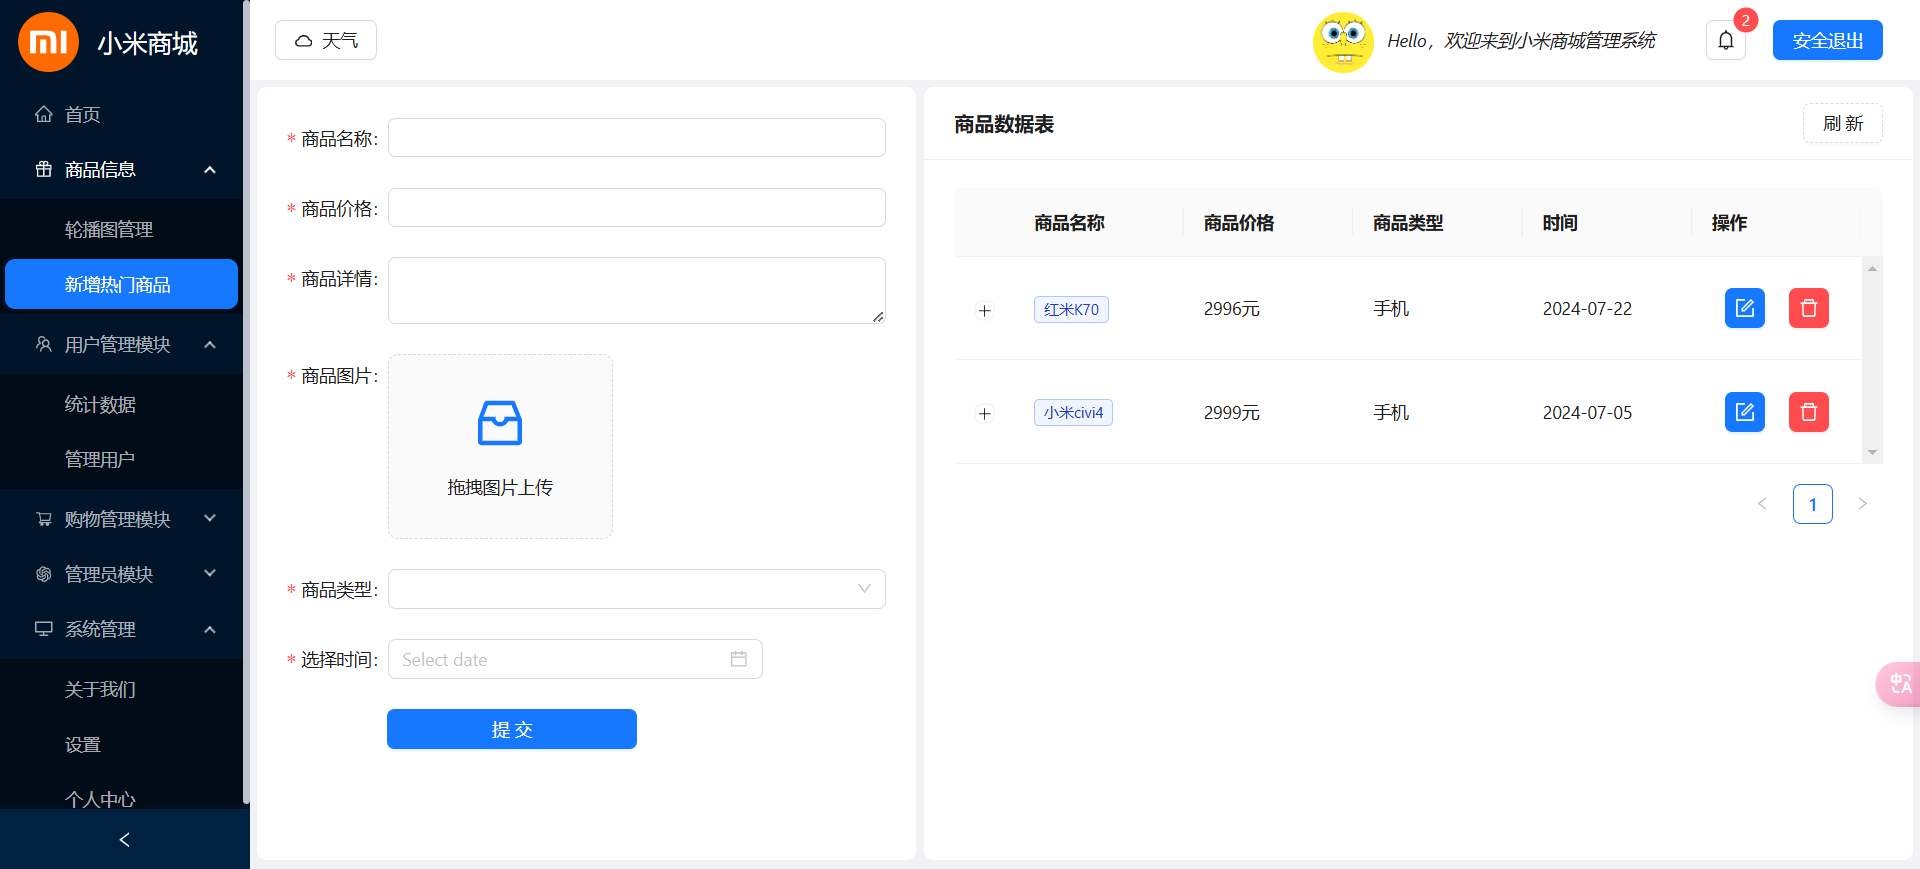 小米商城
天气
Hello，欢迎来到小米商城管理系统
2
安全退出
首页
商品信息
轮播图管理
新增热门商品
用户管理模块
统计数据
管理用户
购物管理模块
管理员模块
系统管理
关于我们
设置
个人中心
* 商品名称:
* 商品价格:
* 商品详情:
* 商品图片:
拖拽图片上传
* 商品类型:
* 选择时间:
Select date
提 交
商品数据表
刷 新
商品名称 商品价格 商品类型 时间 操作
红米K70 2996元 手机 2024-07-22
小米civi4 2999元 手机 2024-07-05
1